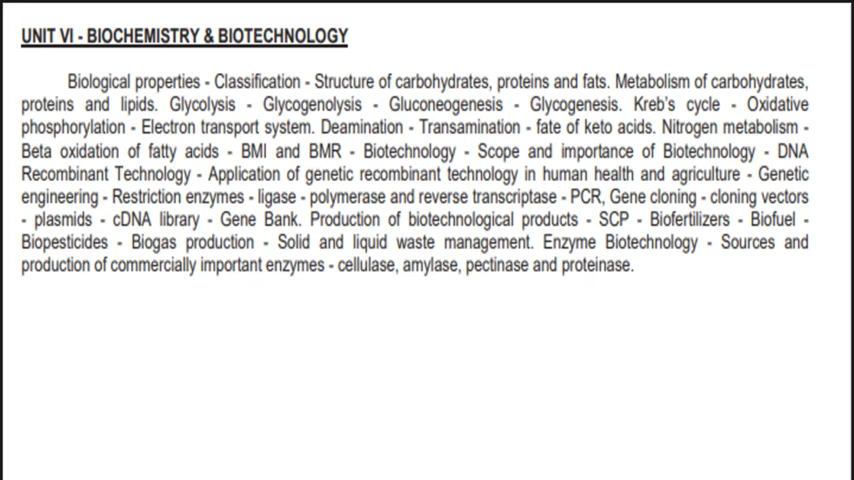 UNIT VI - BIOCHEMISTRY & BIOTECHNOLOGY
Biological properties - Classification - Structure of carbohydrates, proteins and fats. Metabolism of carbohydrates,
proteins and lipids. Glycolysis - Glycogenolysis - Gluconeogenesis - Glycogenesis. Kreb's cycle - Oxidative
phosphorylation - Electron transport system. Deamination - Transamination - fate of keto acids. Nitrogen metabolism -
Beta oxidation of fatty acids - BMI and BMR - Biotechnology - Scope and importance of Biotechnology - DNA
Recombinant Technology - Application of genetic recombinant technology in human health and agriculture - Genetic
engineering - Restriction enzymes - ligase - polymerase and reverse transcriptase - PCR, Gene cloning - cloning vectors
- plasmids - cDNA library - Gene Bank. Production of biotechnological products - SCP - Biofertilizers - Biofuel -
Biopesticides - Biogas production - Solid and liquid waste management. Enzyme Biotechnology - Sources and
production of commercially important enzymes - cellulase, amylase, pectinase and proteinase.